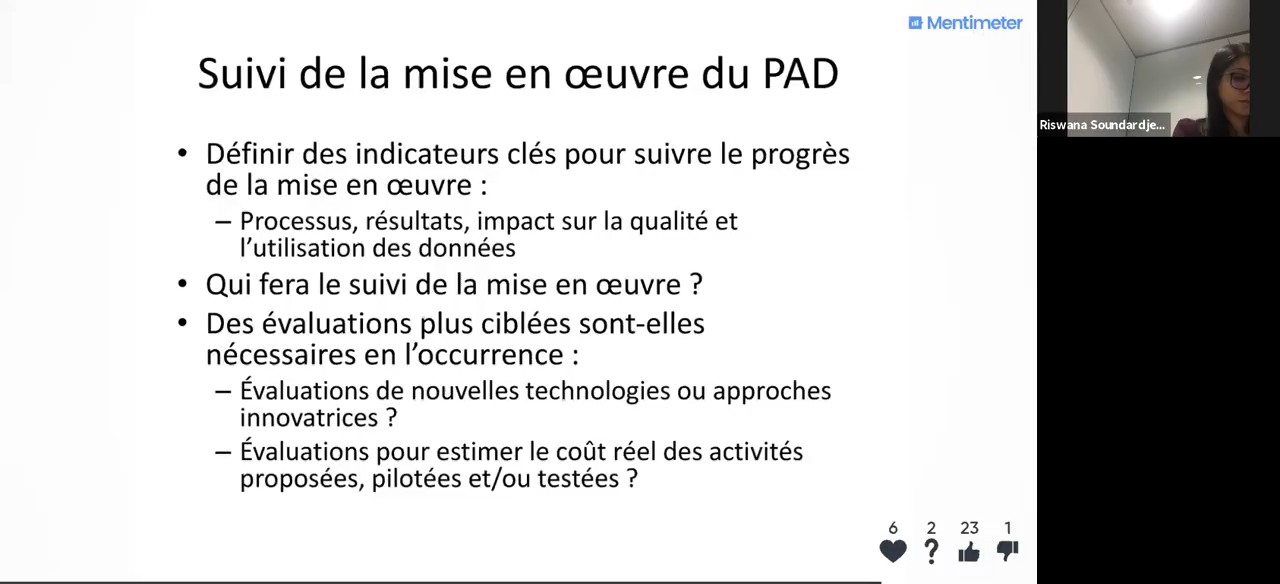 Mentimeter
Suivi de la mise en œuvre du PAD
• Définir des indicateurs clés pour suivre le progrès
de la mise en œuvre :
– Processus, résultats, impact sur la qualité et
l’utilisation des données
• Qui fera le suivi de la mise en œuvre ?
• Des évaluations plus ciblées sont-elles
nécessaires en l’occurrence :
– Évaluations de nouvelles technologies ou approches
innovatrices ?
– Évaluations pour estimer le coût réel des activités
proposées, pilotées et/ou testées ?
6 2 23 1
Riswana Soundardje...